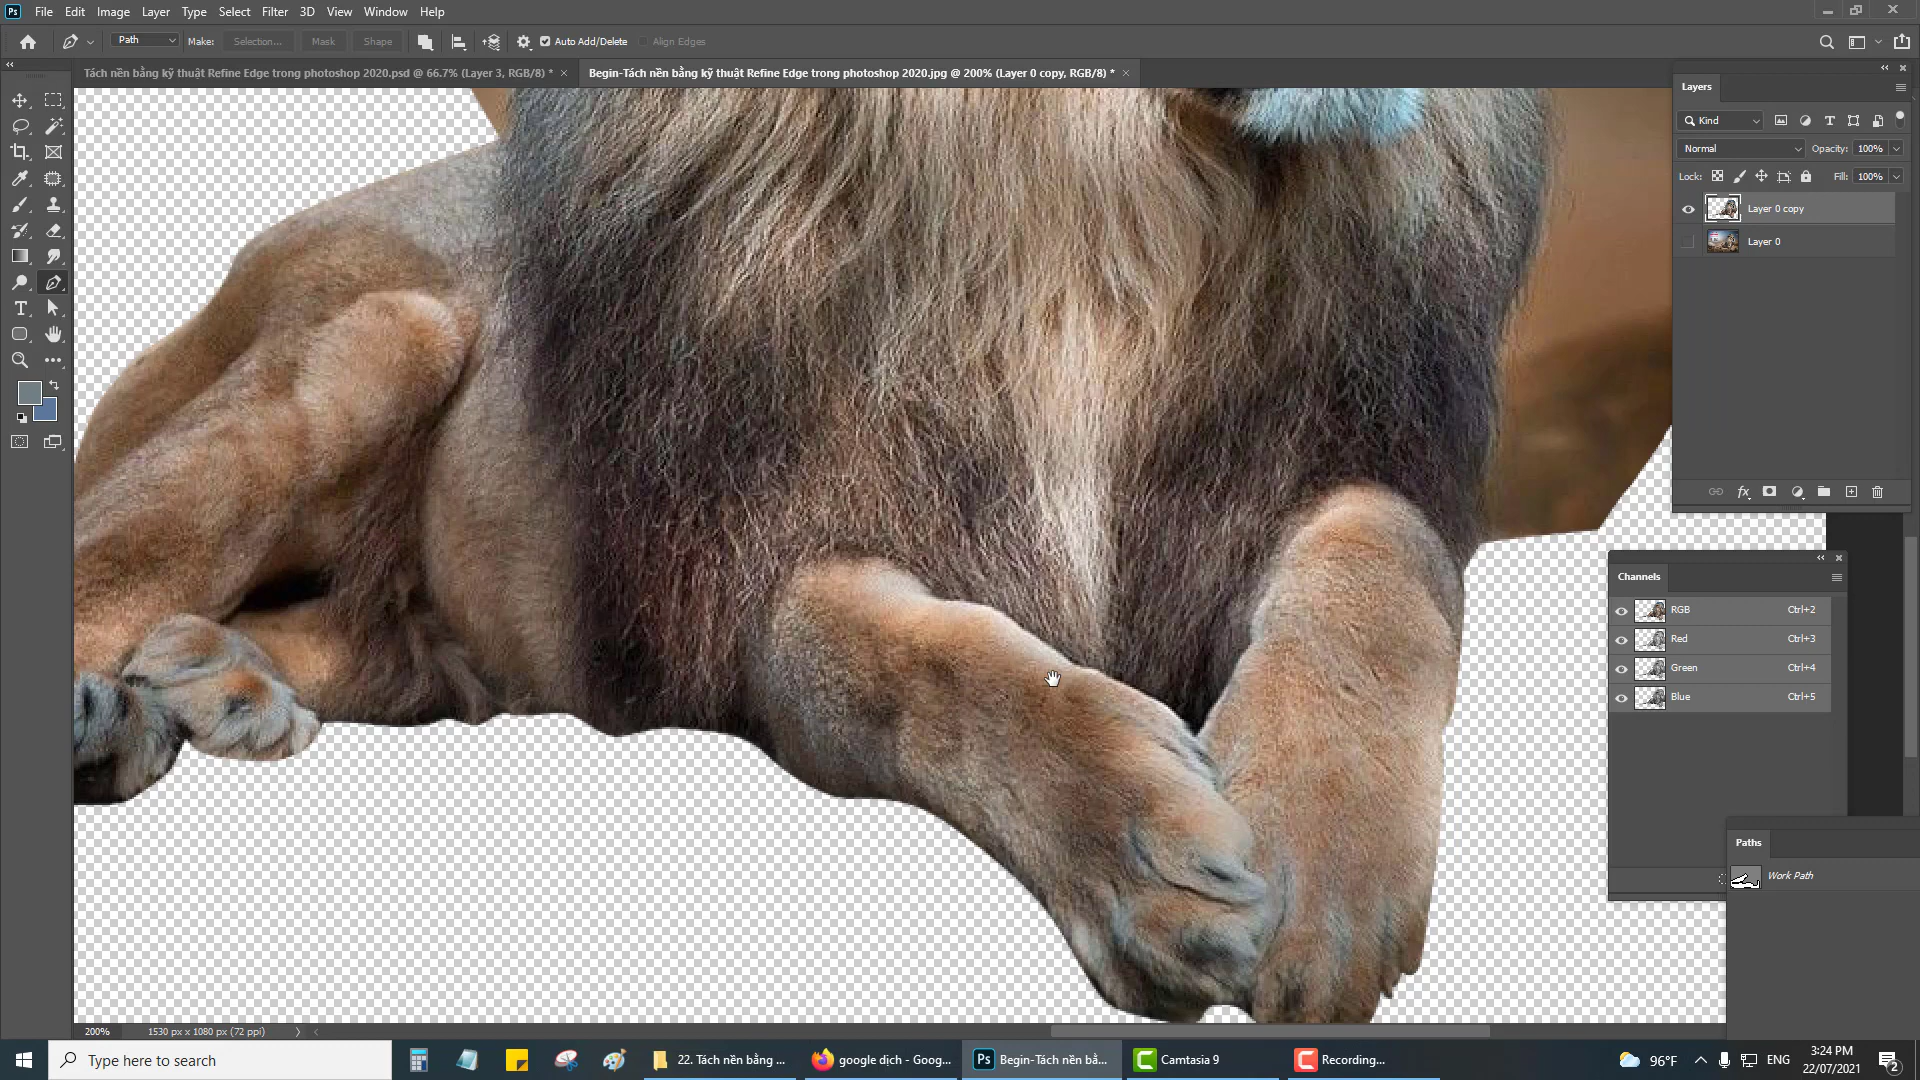 Ps File Edit Image Layer Type Select Filter 3D View Window Help
Path Make: Selection... Mask Shape Auto Add/Delete Align Edges
Tách nền bằng kỹ thuật Refine Edge trong photoshop 2020.psd @ 66.7% (Layer 3, RGB/8) * × Begin-Tách nền bằng kỹ thuật Refine Edge trong photoshop 2020.jpg @ 200% (Layer 0 copy, RGB/8) * ×
Layers
Kind
Normal Opacity: 100%
Lock: Fill: 100%
Layer 0 copy
Layer 0
fx
Channels
RGB Ctrl+2
Red Ctrl+3
Green Ctrl+4
Blue Ctrl+5
Paths
Work Path
200% 1530 px x 1080 px (72 ppi)
Type here to search
22. Tách nền bằng ...
google dịch - Goog...
Ps Begin-Tách nền bằ...
Camtasia 9
Recording...
96°F
ENG
3:24 PM
22/07/2021
2